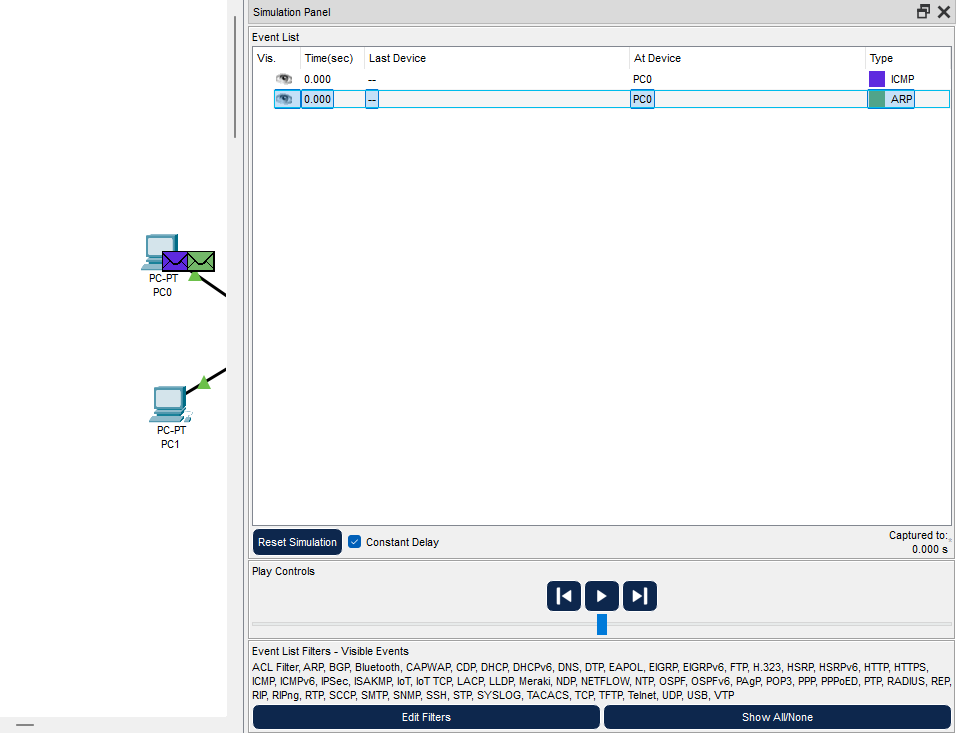 Simulation Panel
Event List
Vis. Time(sec) Last Device At Device Type
0.000 -- PC0 ICMP
0.000 -- PC0 ARP
PC-PT
PC0
PC-PT
PC1
Reset Simulation Constant Delay Captured to:
0.000 s
Play Controls
Event List Filters - Visible Events
ACL Filter, ARP, BGP, Bluetooth, CAPWAP, CDP, DHCP, DHCPv6, DNS, DTP, EAPOL, EIGRP, EIGRPv6, FTP, H.323, HSRP, HSRPv6, HTTP, HTTPS,
ICMP, ICMPv6, IPSec, ISAKMP, IoT, IoT TCP, LACP, LLDP, Meraki, NDP, NETFLOW, NTP, OSPF, OSPFv6, PAgP, POP3, PPP, PPPoED, PTP, RADIUS, REP,
RIP, RIPng, RTP, SCCP, SMTP, SNMP, SSH, STP, SYSLOG, TACACS, TCP, TFTP, Telnet, UDP, USB, VTP
Edit Filters Show All/None